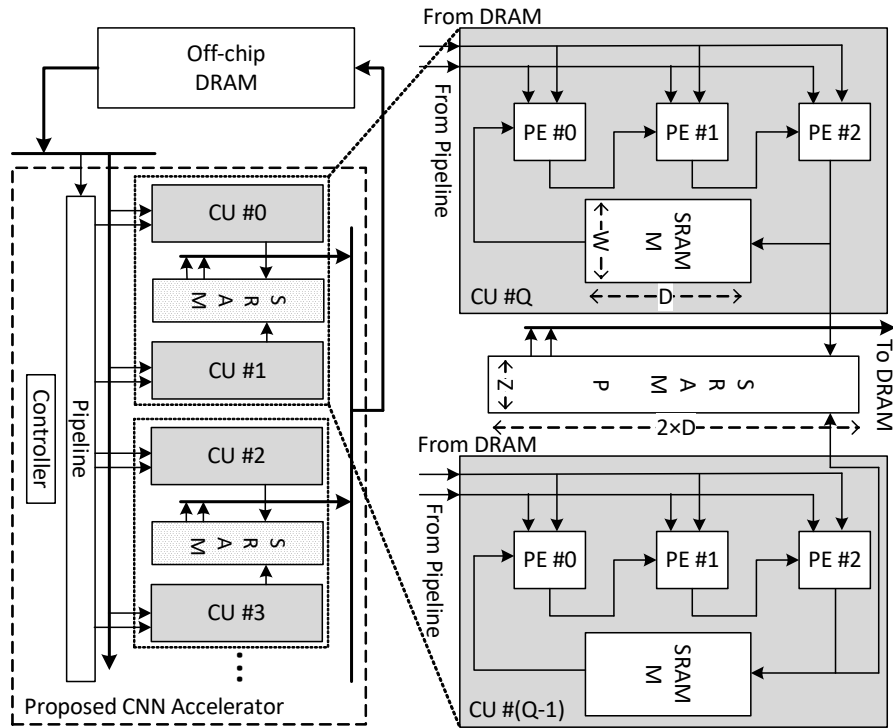 Off-chip
DRAM
CU #0
SRAM
CU #1
CU #2
SRAM
CU #3
Controller
Pipeline
Proposed CNN Accelerator
From DRAM
From Pipeline
PE #0
PE #1
PE #2
SRAM
M
W
D
CU #Q
To DRAM
SRAM
P
Z
2×D
From DRAM
From Pipeline
PE #0
PE #1
PE #2
SRAM
M
CU #(Q-1)